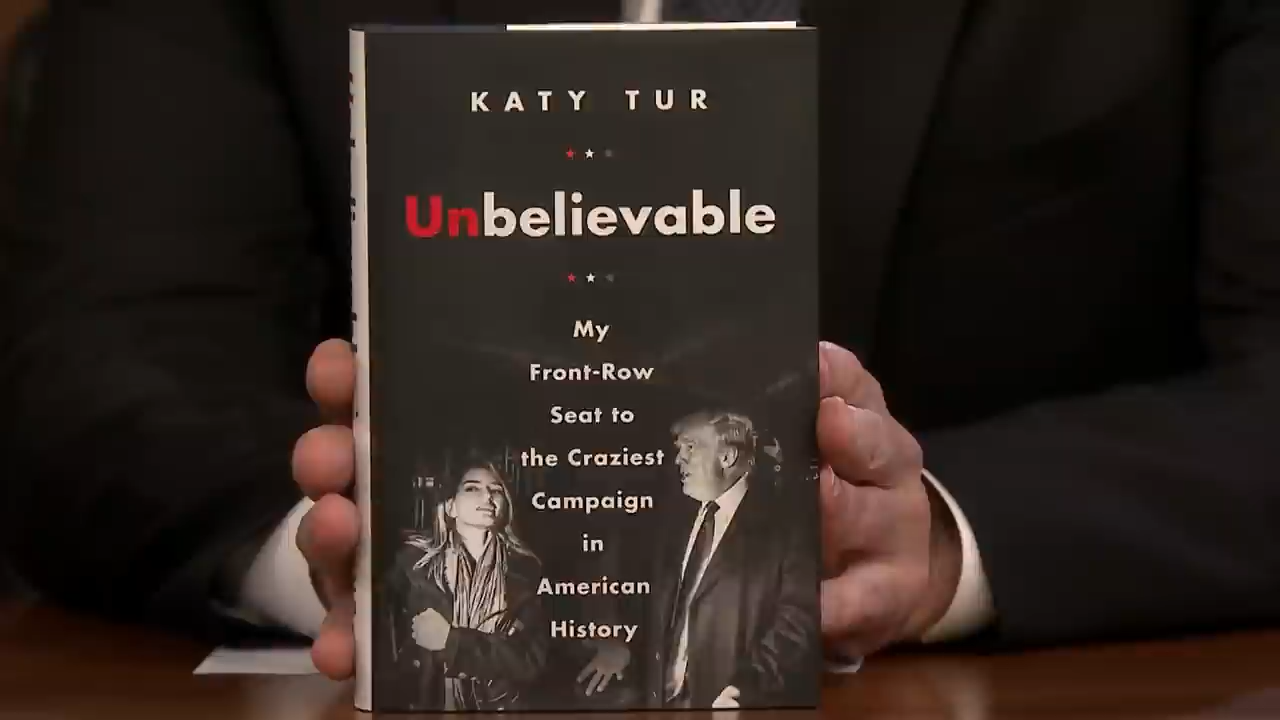 KATY TUR
Unbelievable
My
Front-Row
Seat to
the Craziest
Campaign
in
American
History